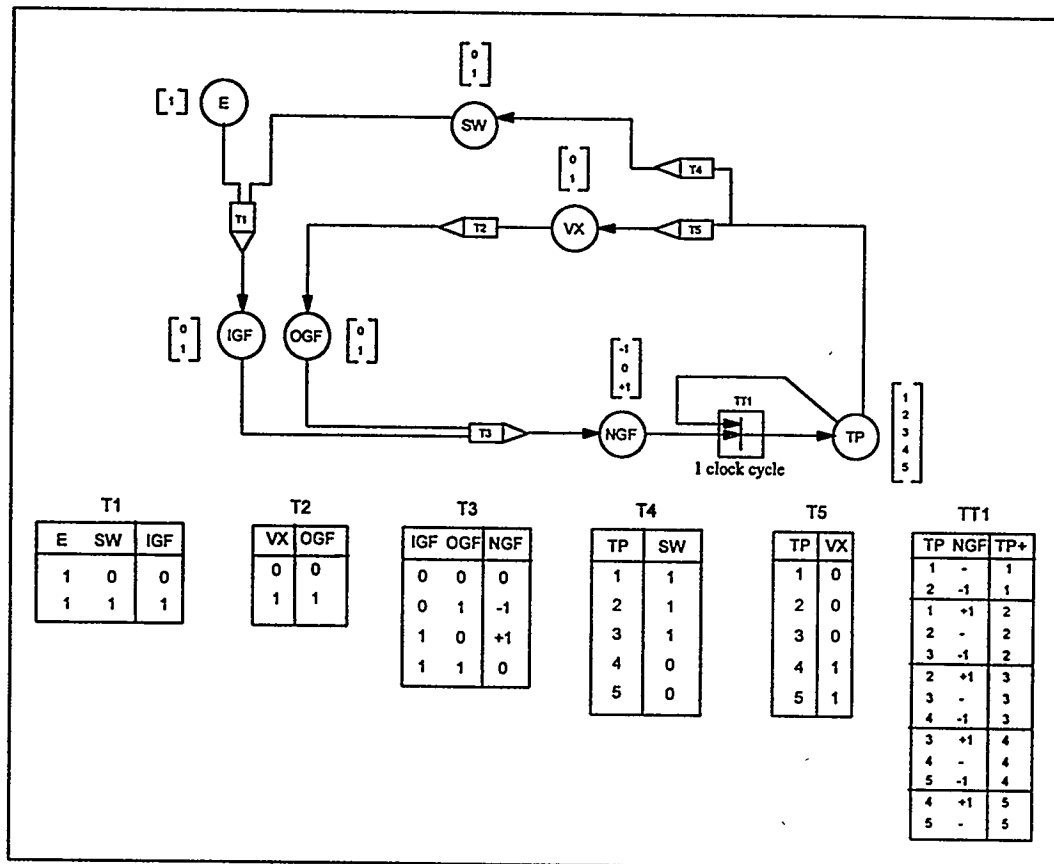 [0 1]
[1]
E
SW
T4
[0 1]
T1
T2
VX
T5
[0 1]
IGF
OGF
[0 1]
[-1 0 +1]
TT1
T3
NGF
TP
[1 2 3 4 5]
1 clock cycle
T1
E SW IGF
1 0 0
1 1 1
T2
VX OGF
0 0
1 1
T3
IGF OGF NGF
0 0 0
0 1 -1
1 0 +1
1 1 0
T4
TP SW
1 1
2 1
3 1
4 0
5 0
T5
TP VX
1 0
2 0
3 0
4 1
5 1
TT1
TP NGF TP+
1 - 1
2 -1 1
1 +1 2
2 - 2
3 -1 2
2 +1 3
3 - 3
4 -1 3
3 +1 4
4 - 4
5 -1 4
4 +1 5
5 - 5